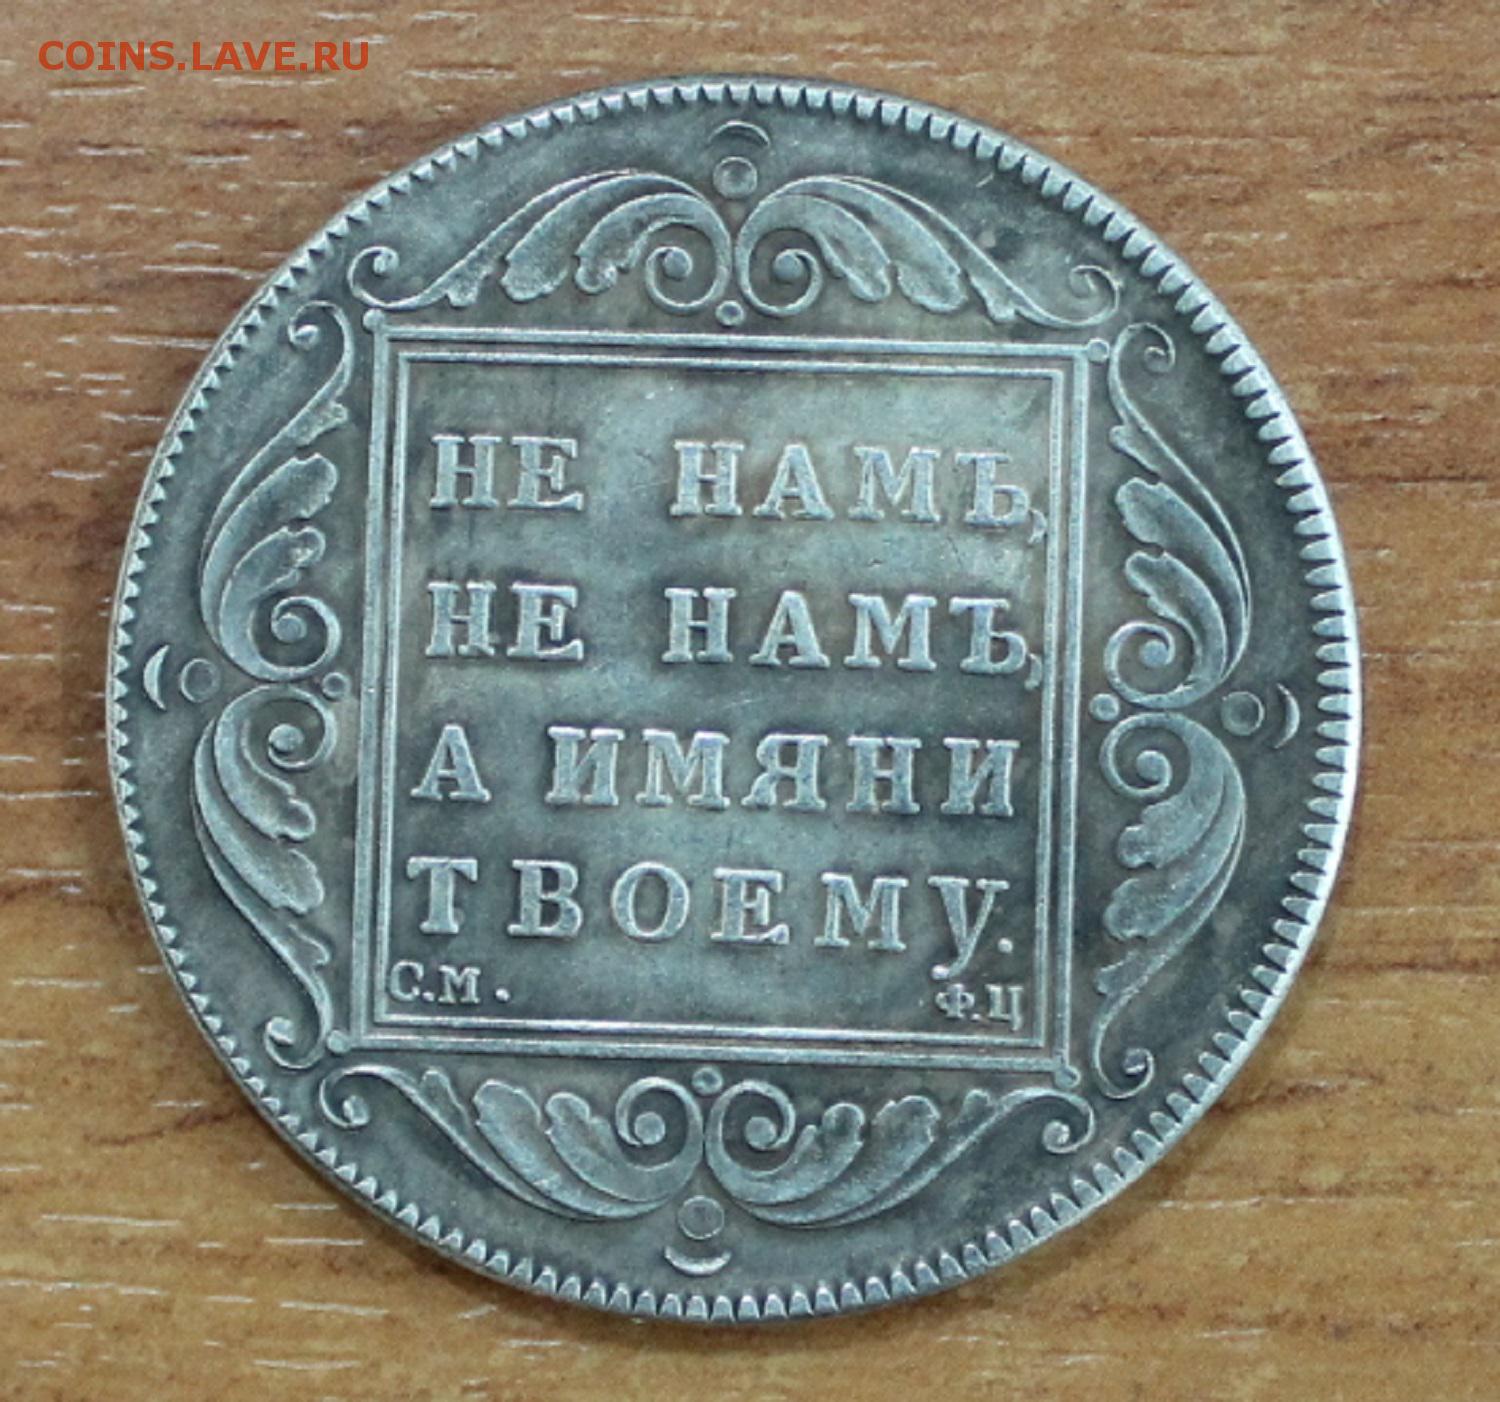 COINS.LAVE.RU
НЕ НАМЪ,
НЕ НАМЪ,
А ИМЯНИ
ТВОЕМУ.
С.М. Ф.Ц